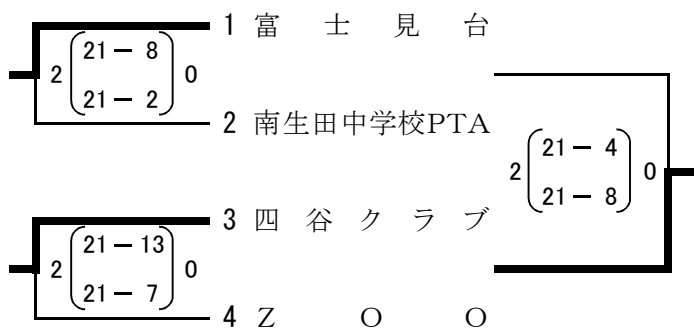 1 富士見台
2 ( 21 － 8 ) 0
21 － 2
2 南生田中学校PTA
2 ( 21 － 4 ) 0
21 － 8
3 四谷クラブ
2 ( 21 － 13 ) 0
21 － 7
4 ZOO